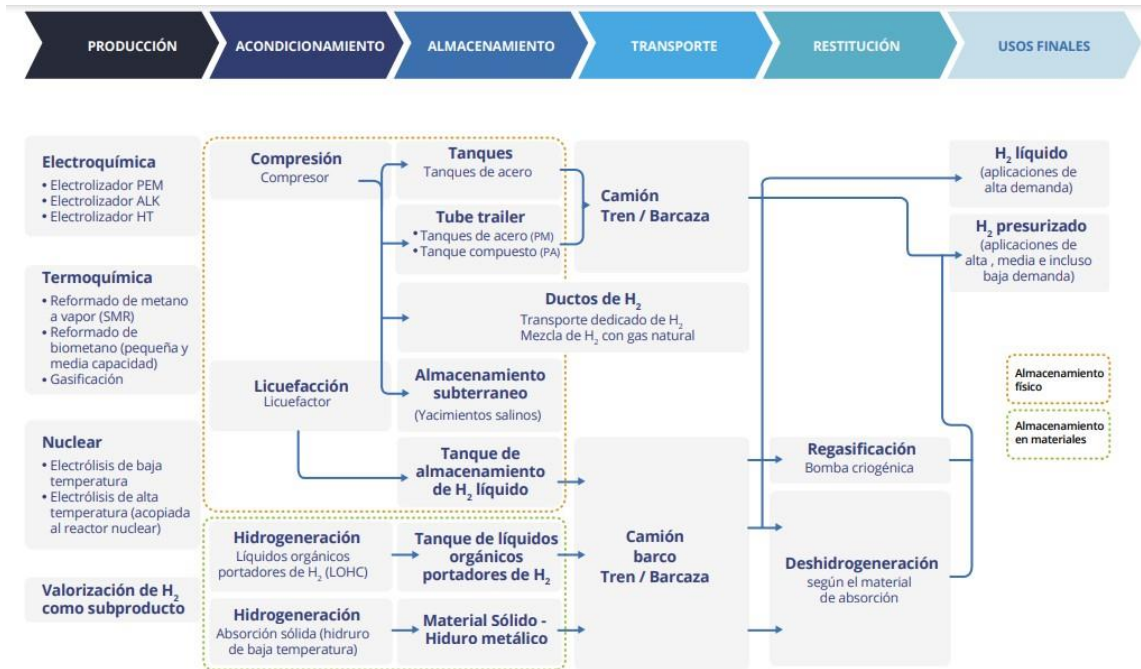 PRODUCCIÓN
ACONDICIONAMIENTO
ALMACENAMIENTO
TRANSPORTE
RESTITUCIÓN
USOS FINALES
Electroquímica
• Electrolizador PEM
• Electrolizador ALK
• Electrolizador HT
Termoquímica
• Reformado de metano
a vapor (SMR)
• Reformado de
biometano (pequeña y
media capacidad)
• Gasificación
Nuclear
• Electrólisis de baja
temperatura
• Electrólisis de alta
temperatura (acopiada
al reactor nuclear)
Valorización de H₂
como subproducto
Compresión
Compresor
Licuefacción
Licuefactor
Hidrogeneración
Líquidos orgánicos
portadores de H₂ (LOHC)
Hidrogeneración
Absorción sólida (hidruro
de baja temperatura)
Tanques
Tanques de acero
Tube trailer
• Tanques de acero (PM)
• Tanque compuesto (PA)
Ductos de H₂
Transporte dedicado de H₂
Mezcla de H₂ con gas natural
Almacenamiento
subterraneo
(Yacimientos salinos)
Tanque de
almacenamiento
de H₂ líquido
Tanque de líquidos
orgánicos
portadores de H₂
Material Sólido -
Hiduro metálico
Camión
Tren / Barcaza
Camión
barco
Tren / Barcaza
Regasificación
Bomba criogénica
Deshidrogeneración
según el material
de absorción
H₂ líquido
(aplicaciones de
alta demanda)
H₂ presurizado
(aplicaciones de
alta , media e incluso
baja demanda)
Almacenamiento
físico
Almacenamiento
en materiales